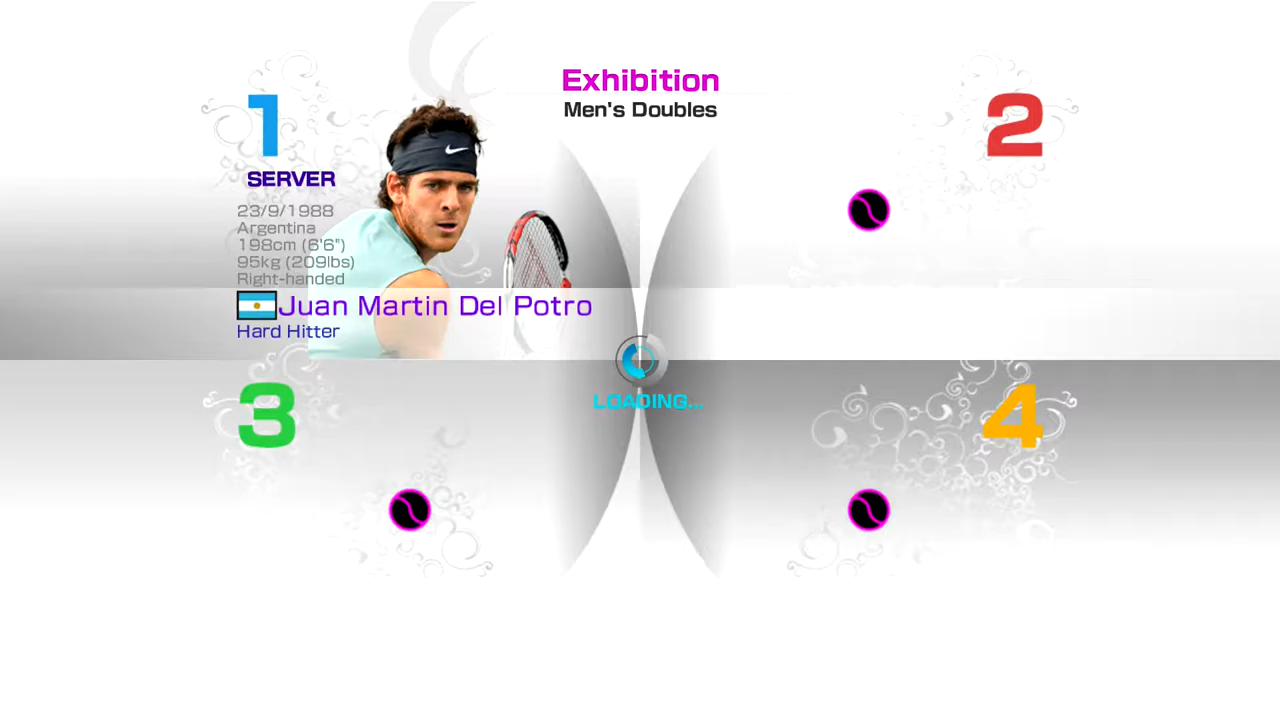 Exhibition
Men's Doubles
1
2
SERVER
23/9/1988
Argentina
198cm (6'6")
95kg (209lbs)
Right-handed
Juan Martin Del Potro
Hard Hitter
LOADING...
3
4